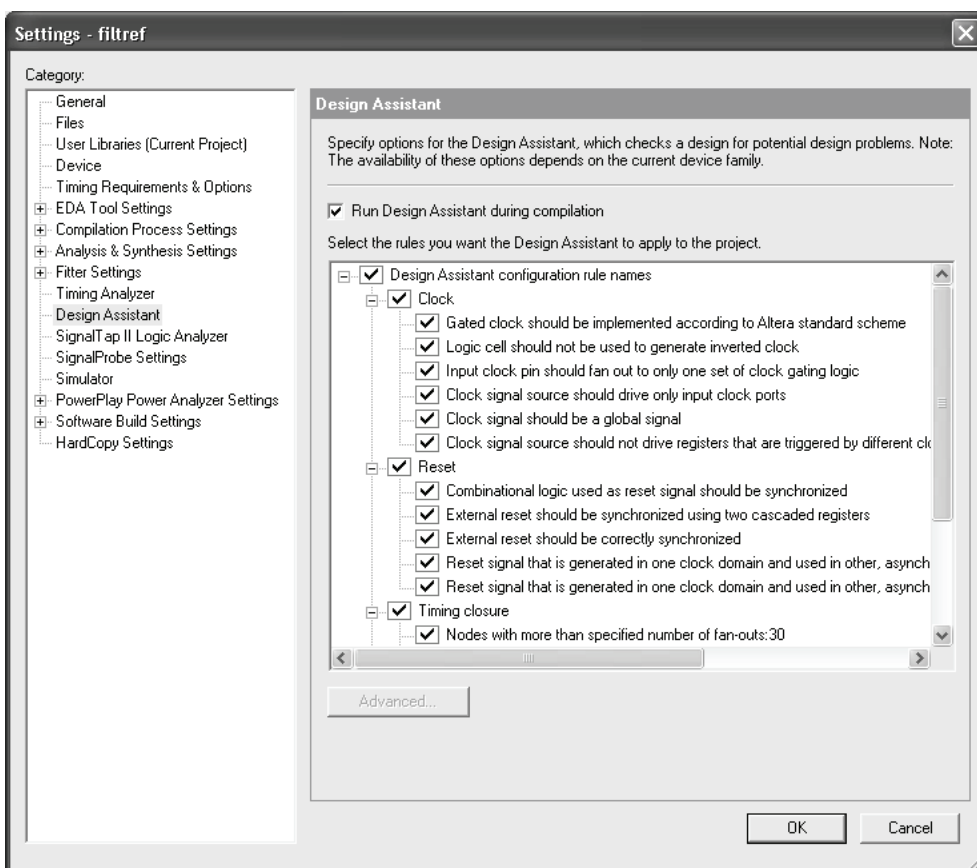 Settings - filtref
Category:
General
Files
User Libraries (Current Project)
Device
Timing Requirements & Options
EDA Tool Settings
Compilation Process Settings
Analysis & Synthesis Settings
Fitter Settings
Timing Analyzer
Design Assistant
SignalTap II Logic Analyzer
SignalProbe Settings
Simulator
PowerPlay Power Analyzer Settings
Software Build Settings
HardCopy Settings
Design Assistant
Specify options for the Design Assistant, which checks a design for potential design problems. Note:
The availability of these options depends on the current device family.
Run Design Assistant during compilation
Select the rules you want the Design Assistant to apply to the project.
Design Assistant configuration rule names
Clock
Gated clock should be implemented according to Altera standard scheme
Logic cell should not be used to generate inverted clock
Input clock pin should fan out to only one set of clock gating logic
Clock signal source should drive only input clock ports
Clock signal should be a global signal
Clock signal source should not drive registers that are triggered by different clo
Reset
Combinational logic used as reset signal should be synchronized
External reset should be synchronized using two cascaded registers
External reset should be correctly synchronized
Reset signal that is generated in one clock domain and used in other, asynch
Reset signal that is generated in one clock domain and used in other, asynch
Timing closure
Nodes with more than specified number of fan-outs:30
Advanced...
OK
Cancel